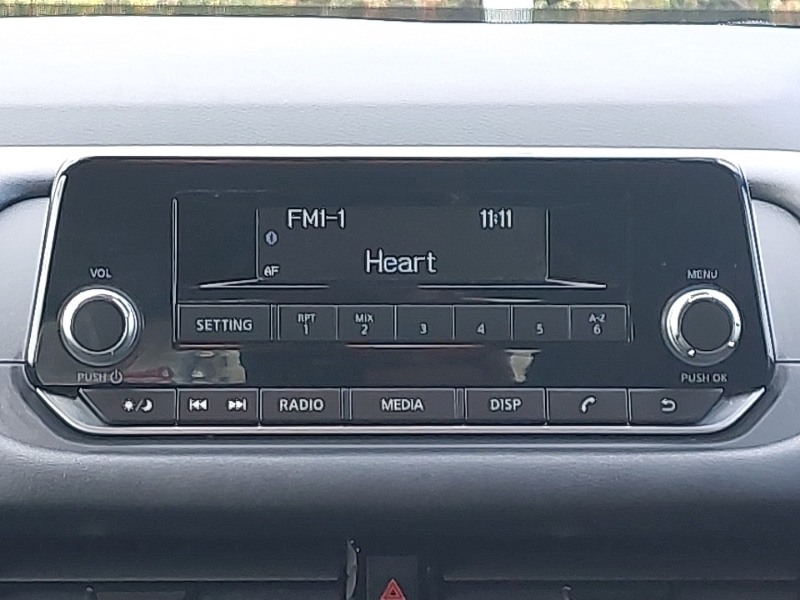 FM1-1 11:11
AF
Heart
VOL
MENU
SETTING
RPT MIX A-Z
1 2 3 4 5 6
PUSH
PUSH OK
RADIO MEDIA DISP